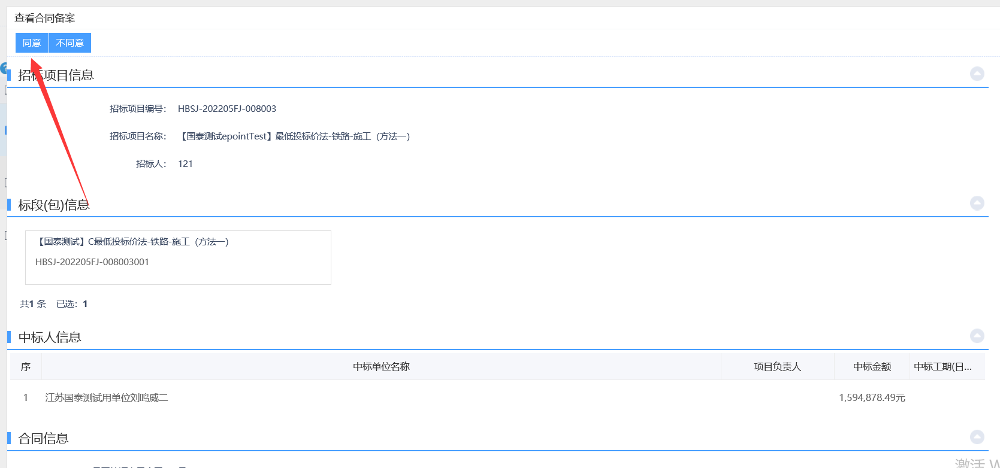 查看合同备案
同意 不同意
招标项目信息
招标项目编号： HBSJ-202205FJ-008003
招标项目名称： 【国泰测试epointTest】最低投标价法-铁路-施工（方法一）
招标人： 121
标段(包)信息
【国泰测试】C最低投标价法-铁路-施工（方法一）
HBSJ-202205FJ-008003001
共1 条 已选：1
中标人信息
序 中标单位名称 项目负责人 中标金额 中标工期(日...
1 江苏国泰测试用单位刘鸣威二 1,594,878.49元
合同信息
激活 W